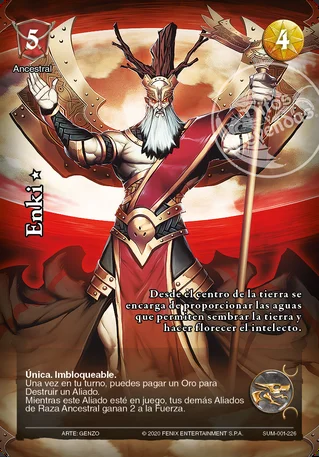 5
4
Ancestral
Enki
Desde el centro de la tierra se
encarga de proporcionar las aguas
que permiten sembrar la tierra y
hacer florecer el intelecto.
Única. Imbloqueable.
Una vez en tu turno, puedes pagar un Oro para
Destruir un Aliado.
Mientras este Aliado esté en juego, tus demás Aliados
de Raza Ancestral ganan 2 a la Fuerza.
ARTE: GENZO
© 2020 FENIX ENTERTAINMENT S.P.A.
SUM-001-226